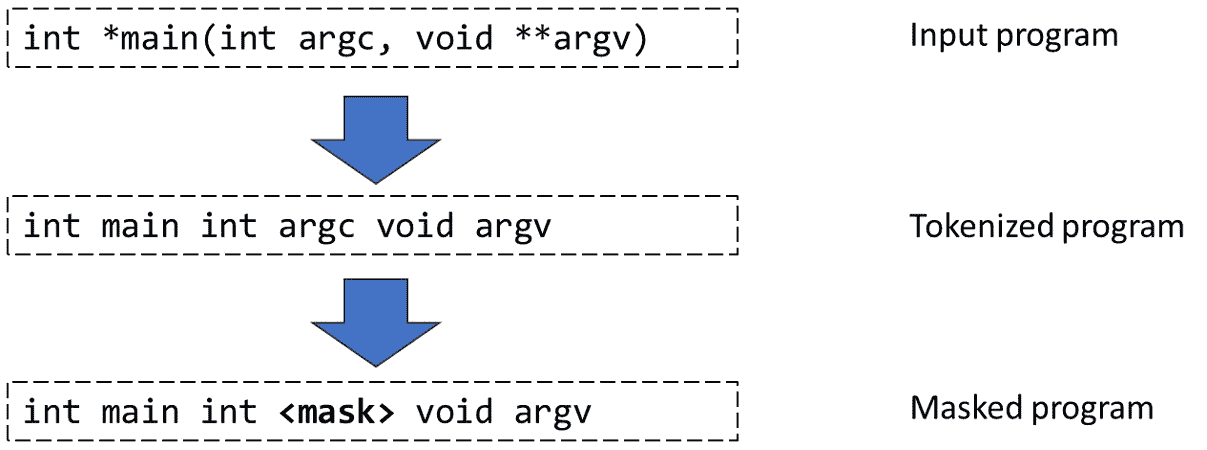 int *main(int argc, void **argv) Input program
int main int argc void argv Tokenized program
int main int <mask> void argv Masked program